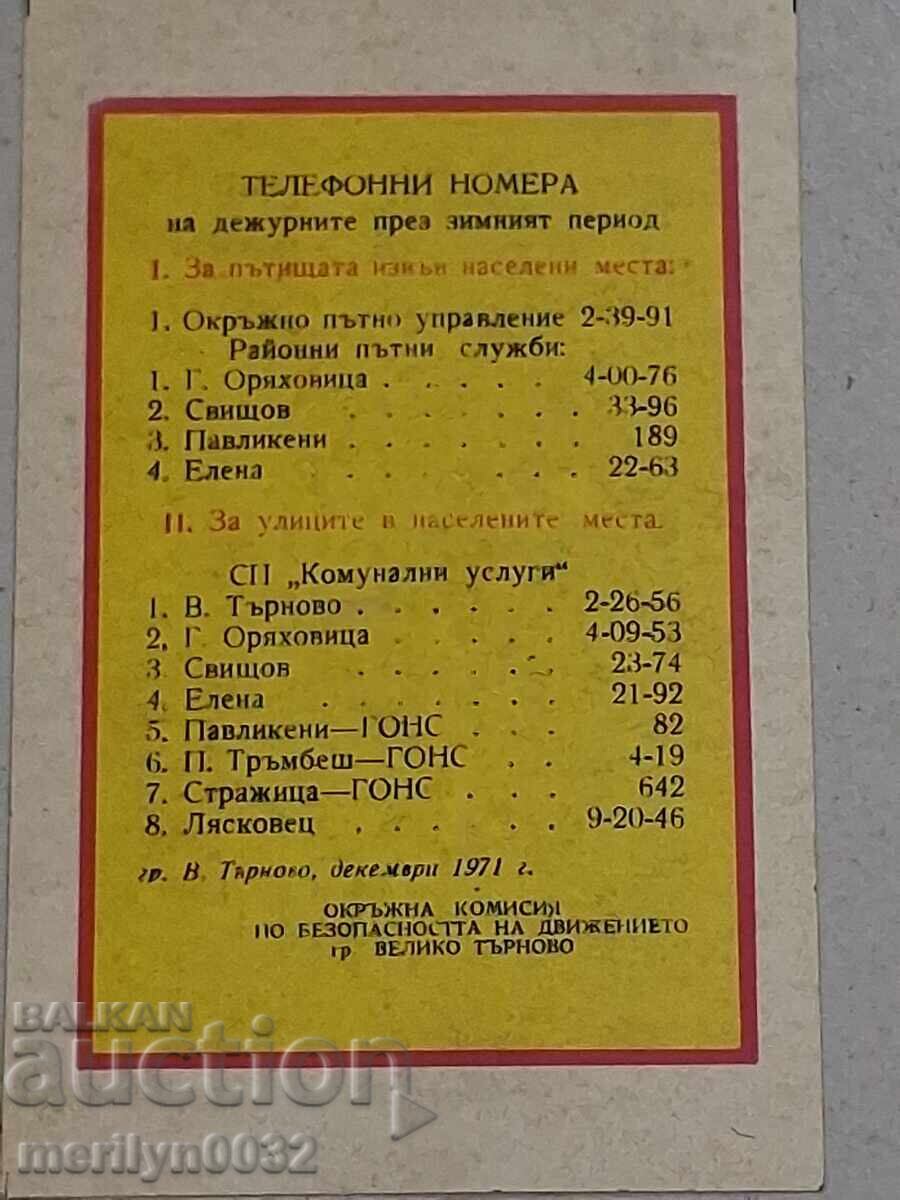 ТЕЛЕФОННИ НОМЕРА
на дежурните през зимният период
I. За пътищата извън населени места:
1. Окръжно пътно управление 2-39-91
Районни пътни служби:
1. Г. Оряховица . . . . . 4-00-76
2. Свищов . . . . . . . 33-96
3. Павликени . . . . . . . 189
4. Елена . . . . . . . 22-63
II. За улиците в населените места.
СП „Комунални услуги“
1. В. Търново . . . . . . 2-26-56
2. Г. Оряховица . . . . . 4-09-53
3. Свищов . . . . . . 23-74
4. Елена . . . . . . . 21-92
5. Павликени—ГОНС . . . 82
6. П. Тръмбеш—ГОНС . . 4-19
7. Стражица—ГОНС . . . 642
8. Лясковец . . . . . 9-20-46
гр. В. Търново, декември 1971 г.
ОКРЪЖНА КОМИСИЯ
ПО БЕЗОПАСНОСТТА НА ДВИЖЕНИЕТО
гр ВЕЛИКО ТЪРНОВО
BALKAN
auction
merilyn0032